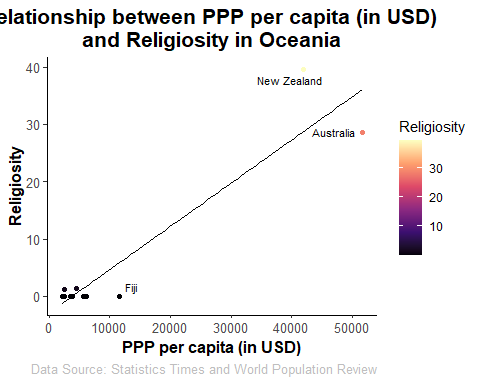 elationship between PPP per capita (in USD)
and Religiosity in Oceania
40
30
20
10
0
Religiosity
New Zealand
Australia
Fiji
0 10000 20000 30000 40000 50000
PPP per capita (in USD)
Religiosity
30
20
10
Data Source: Statistics Times and World Population Review